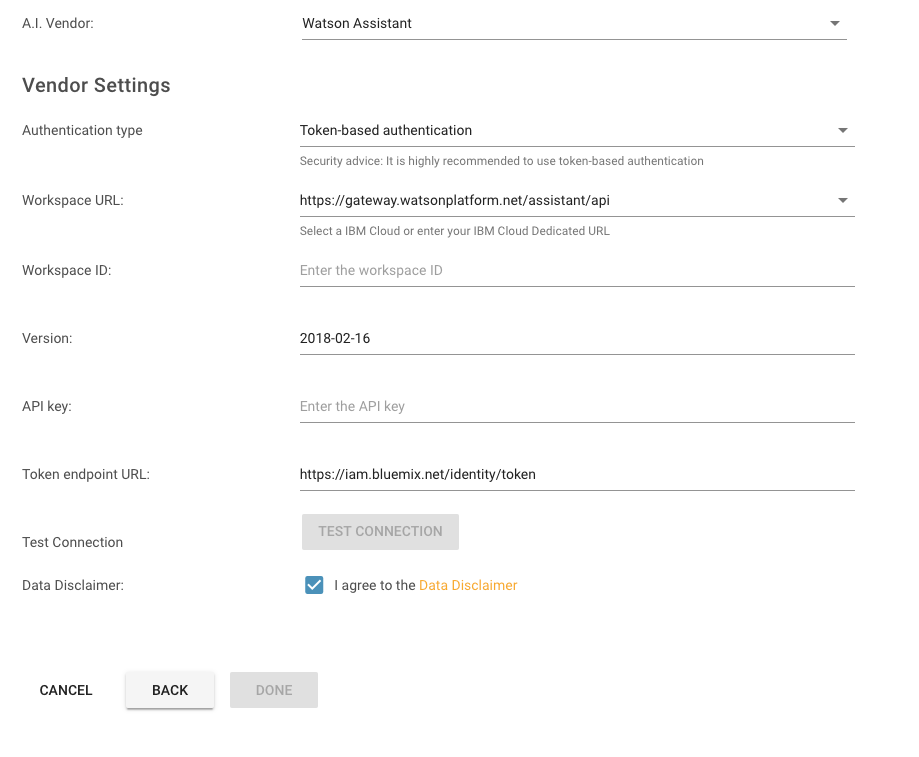 A.I. Vendor: Watson Assistant
Vendor Settings
Authentication type Token-based authentication
Security advice: It is highly recommended to use token-based authentication
Workspace URL: https://gateway.watsonplatform.net/assistant/api
Select a IBM Cloud or enter your IBM Cloud Dedicated URL
Workspace ID: Enter the workspace ID
Version: 2018-02-16
API key: Enter the API key
Token endpoint URL: https://iam.bluemix.net/identity/token
Test Connection TEST CONNECTION
Data Disclaimer: I agree to the Data Disclaimer
CANCEL BACK DONE